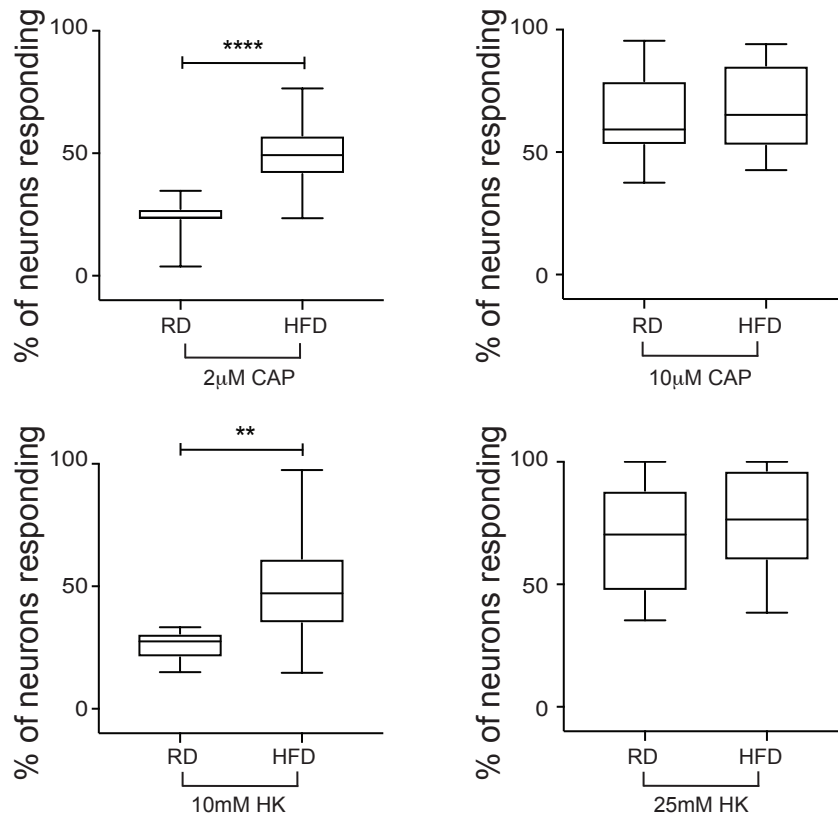 % of neurons responding
100
50
0
****
RD
HFD
2μM CAP
% of neurons responding
100
50
0
RD
HFD
10μM CAP
% of neurons responding
100
50
0
**
RD
HFD
10mM HK
% of neurons responding
100
50
0
RD
HFD
25mM HK